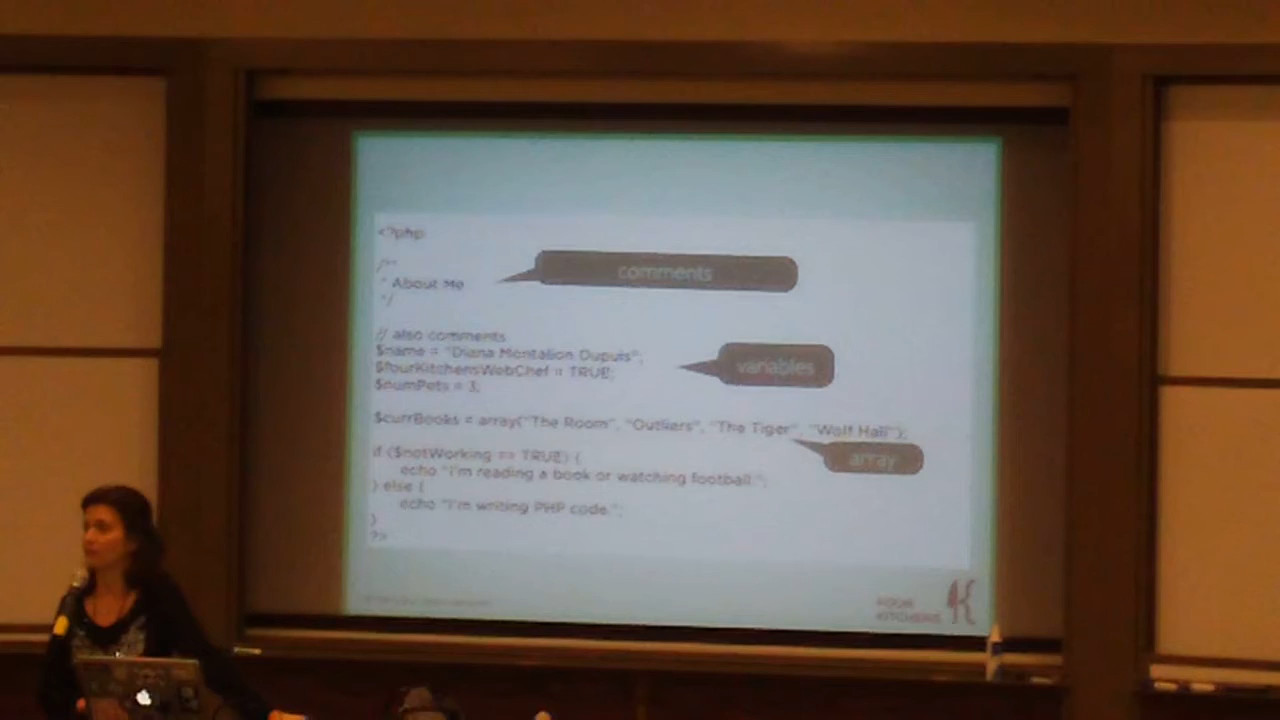 <?php
/**
comments
* About Me
*/
// also comments
$name = "Diana Montalion Dupuis";
variables
$fourKitchensWebChef = TRUE;
$numPets = 3;
$currBooks = array("The Room", "Outliers", "The Tiger", "Wolf Hall");
array
if ($notWorking == TRUE) {
echo "I'm reading a book or watching football.";
} else {
echo "I'm writing PHP code.";
}
?>
FOUR
KITCHENS